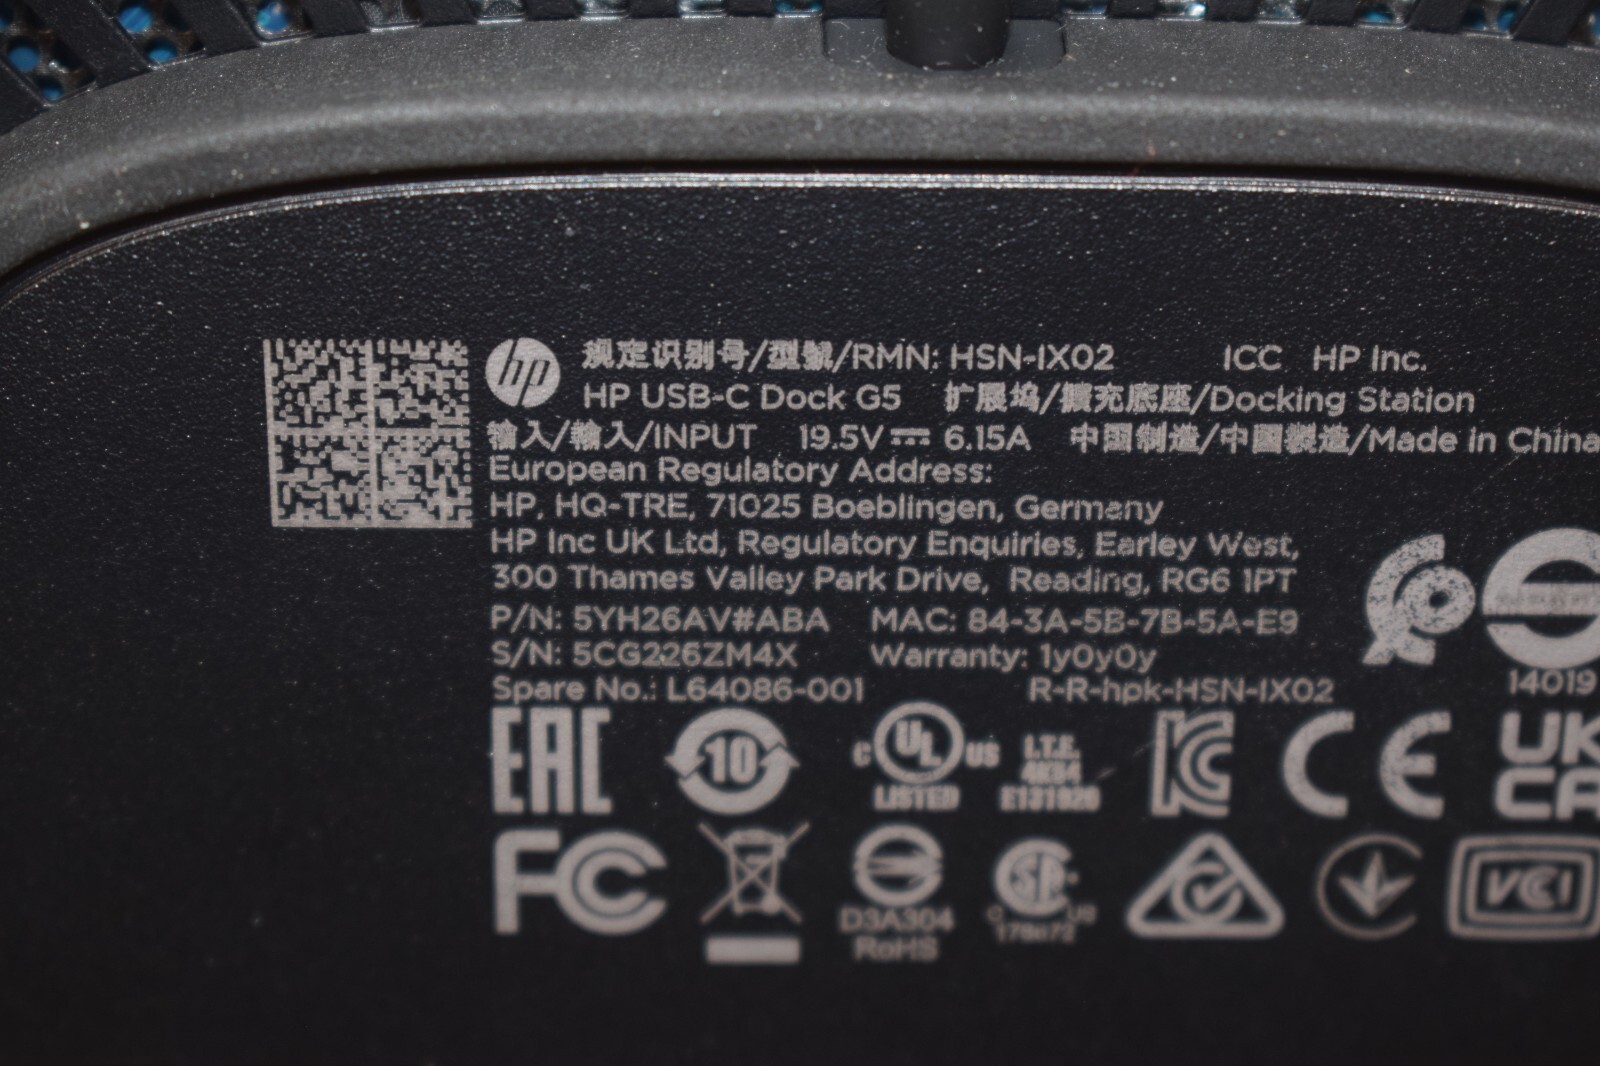 hp 规定识别号/型號/RMN: HSN-IX02 ICC HP Inc.
HP USB-C Dock G5 扩展坞/擴充底座/Docking Station
输入/輸入/INPUT 19.5V⎓6.15A 中国制造/中國製造/Made in China
European Regulatory Address:
HP, HQ-TRE, 71025 Boeblingen, Germany
HP Inc UK Ltd, Regulatory Enquiries, Earley West,
300 Thames Valley Park Drive, Reading, RG6 1PT
P/N: 5YH26AV#ABA MAC: 84-3A-5B-7B-5A-E9
S/N: 5CG226ZM4X Warranty: 1y0y0y
Spare No.: L64086-001 R-R-hpk-HSN-IX02
14019
EAC 10 C UL US LISTED I.T.E. E131926 KC CE UK CA
FC D3A304 RoHS C US VCCI